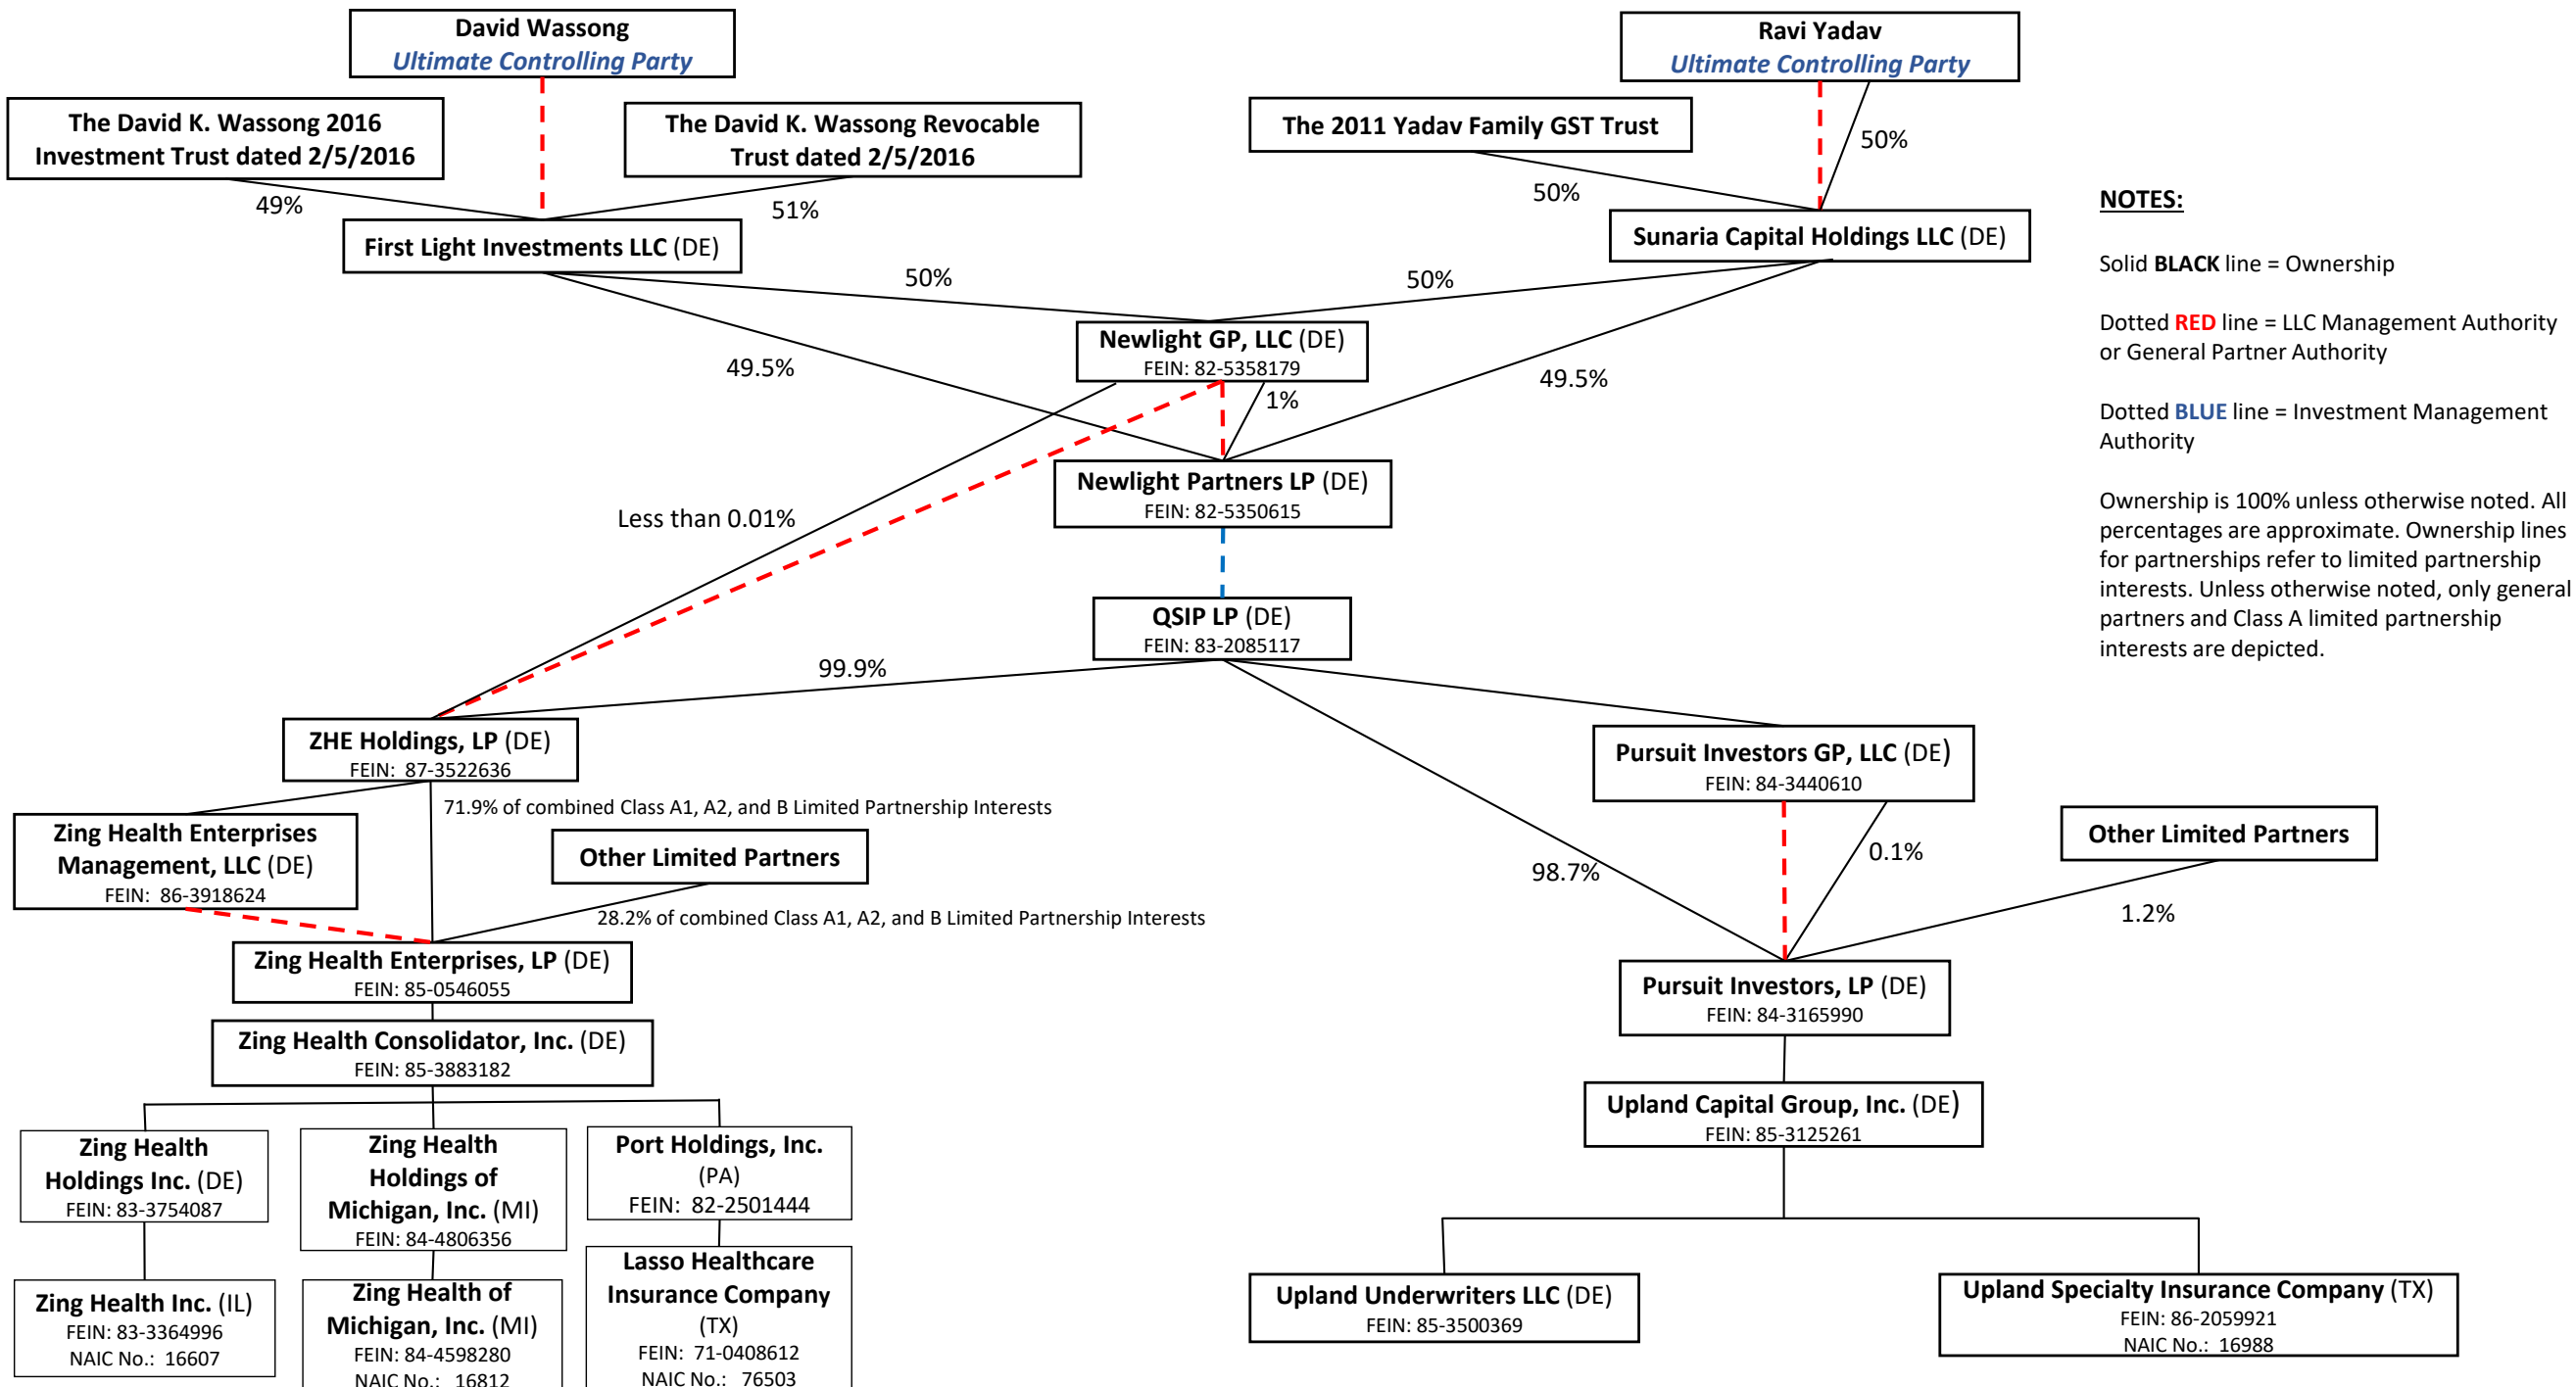 David Wassong
Ultimate Controlling Party
Ravi Yadav
Ultimate Controlling Party
The David K. Wassong 2016
Investment Trust dated 2/5/2016
The David K. Wassong Revocable
Trust dated 2/5/2016
The 2011 Yadav Family GST Trust
50%
49%
51%
50%
First Light Investments LLC (DE)
Sunaria Capital Holdings LLC (DE)
50%
50%
Newlight GP, LLC (DE)
FEIN: 82-5358179
49.5%
1%
49.5%
Newlight Partners LP (DE)
FEIN: 82-5350615
Less than 0.01%
QSIP LP (DE)
FEIN: 83-2085117
99.9%
ZHE Holdings, LP (DE)
FEIN: 87-3522636
Pursuit Investors GP, LLC (DE)
FEIN: 84-3440610
71.9% of combined Class A1, A2, and B Limited Partnership Interests
Zing Health Enterprises
Management, LLC (DE)
FEIN: 86-3918624
Other Limited Partners
98.7%
0.1%
Other Limited Partners
28.2% of combined Class A1, A2, and B Limited Partnership Interests
1.2%
Zing Health Enterprises, LP (DE)
FEIN: 85-0546055
Pursuit Investors, LP (DE)
FEIN: 84-3165990
Zing Health Consolidator, Inc. (DE)
FEIN: 85-3883182
Upland Capital Group, Inc. (DE)
FEIN: 85-3125261
Zing Health
Holdings Inc. (DE)
FEIN: 83-3754087
Zing Health
Holdings of
Michigan, Inc. (MI)
FEIN: 84-4806356
Port Holdings, Inc.
(PA)
FEIN: 82-2501444
Zing Health Inc. (IL)
FEIN: 83-3364996
NAIC No.: 16607
Zing Health of
Michigan, Inc. (MI)
FEIN: 84-4598280
NAIC No.: 16812
Lasso Healthcare
Insurance Company
(TX)
FEIN: 71-0408612
NAIC No.: 76503
Upland Underwriters LLC (DE)
FEIN: 85-3500369
Upland Specialty Insurance Company (TX)
FEIN: 86-2059921
NAIC No.: 16988
NOTES:
Solid BLACK line = Ownership
Dotted RED line = LLC Management Authority
or General Partner Authority
Dotted BLUE line = Investment Management
Authority
Ownership is 100% unless otherwise noted. All
percentages are approximate. Ownership lines
for partnerships refer to limited partnership
interests. Unless otherwise noted, only general
partners and Class A limited partnership
interests are depicted.